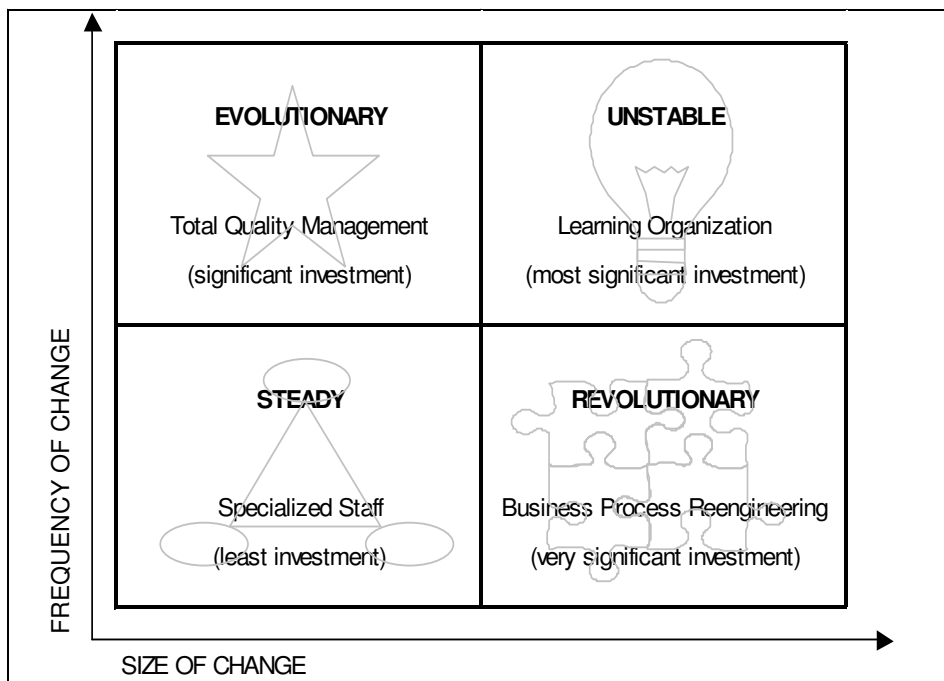 EVOLUTIONARY
Total Quality Management
(significant investment)
UNSTABLE
Learning Organization
(most significant investment)
STEADY
Specialized Staff
(least investment)
REVOLUTIONARY
Business Process Reengineering
(very significant investment)
FREQUENCY OF CHANGE
SIZE OF CHANGE